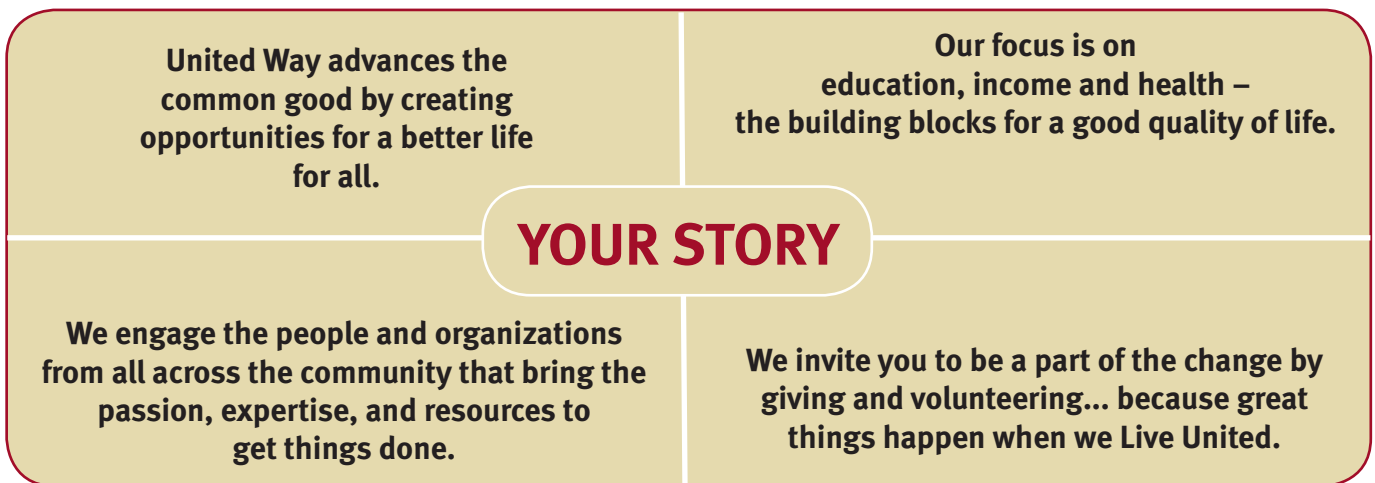 United Way advances the
common good by creating
opportunities for a better life
for all.
Our focus is on
education, income and health –
the building blocks for a good quality of life.
YOUR STORY
We engage the people and organizations
from all across the community that bring the
passion, expertise, and resources to
get things done.
We invite you to be a part of the change by
giving and volunteering... because great
things happen when we Live United.